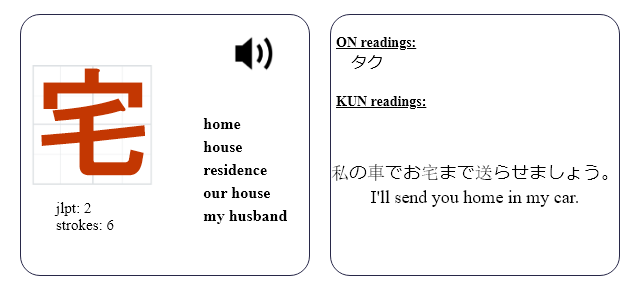 宅
jlpt: 2
strokes: 6
home
house
residence
our house
my husband
ON readings:
タク
KUN readings:
私の車でお宅まで送らせましょう。
I'll send you home in my car.